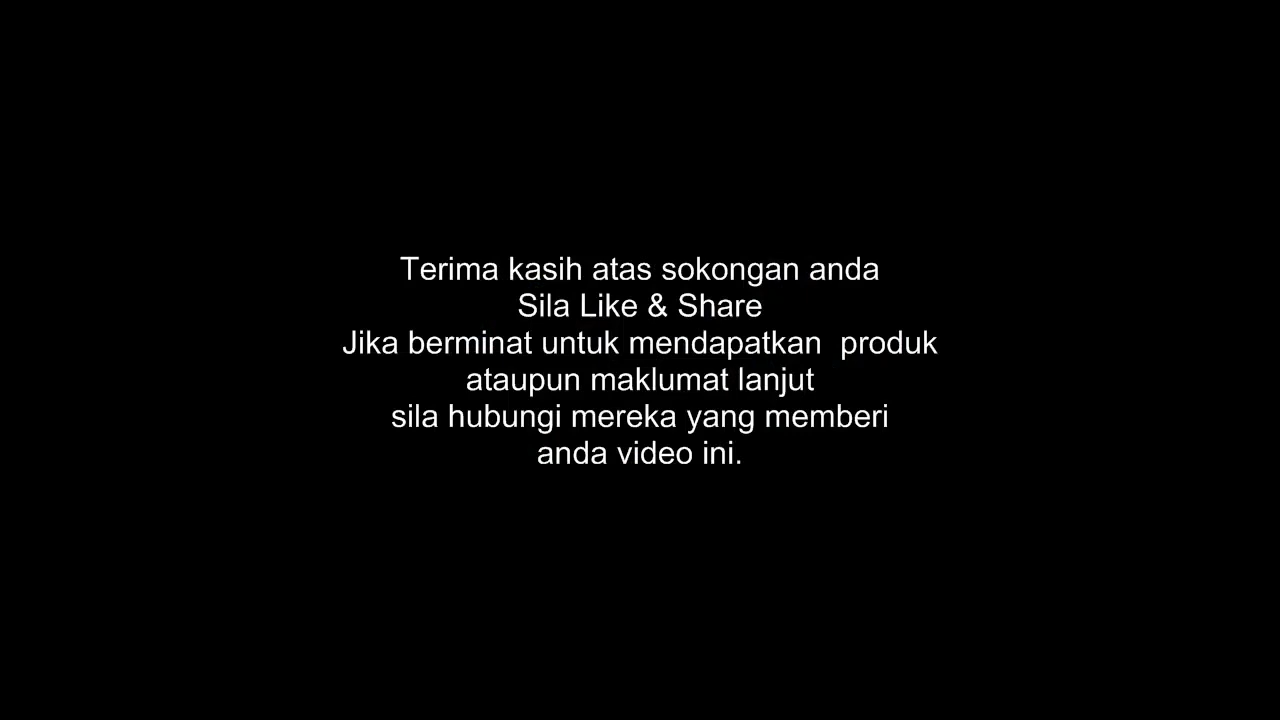 Terima kasih atas sokongan anda
Sila Like & Share
Jika berminat untuk mendapatkan  produk
ataupun maklumat lanjut
sila hubungi mereka yang memberi
anda video ini.